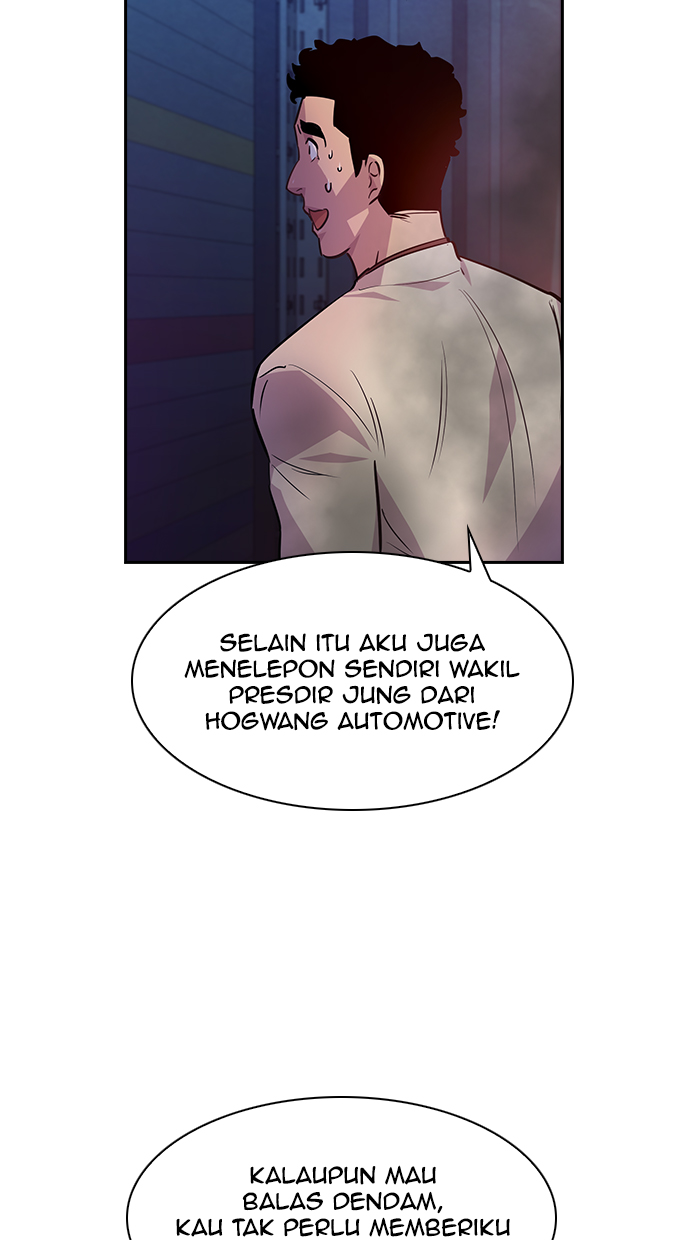 SELAIN ITU AKU JUGA
MENELEPON SENDIRI WAKIL
PRESDIR JUNG DARI
HOGWANG AUTOMOTIVE!
KALAUPUN MAU
BALAS DENDAM,
KAU TAK PERLU MEMBERIKU